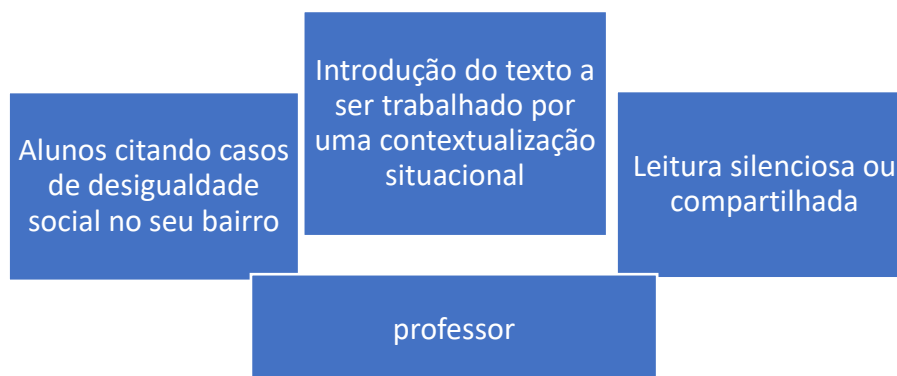 Alunos citando casos
de desigualdade
social no seu bairro
Introdução do texto a
ser trabalhado por
uma contextualização
situacional
Leitura silenciosa ou
compartilhada
professor